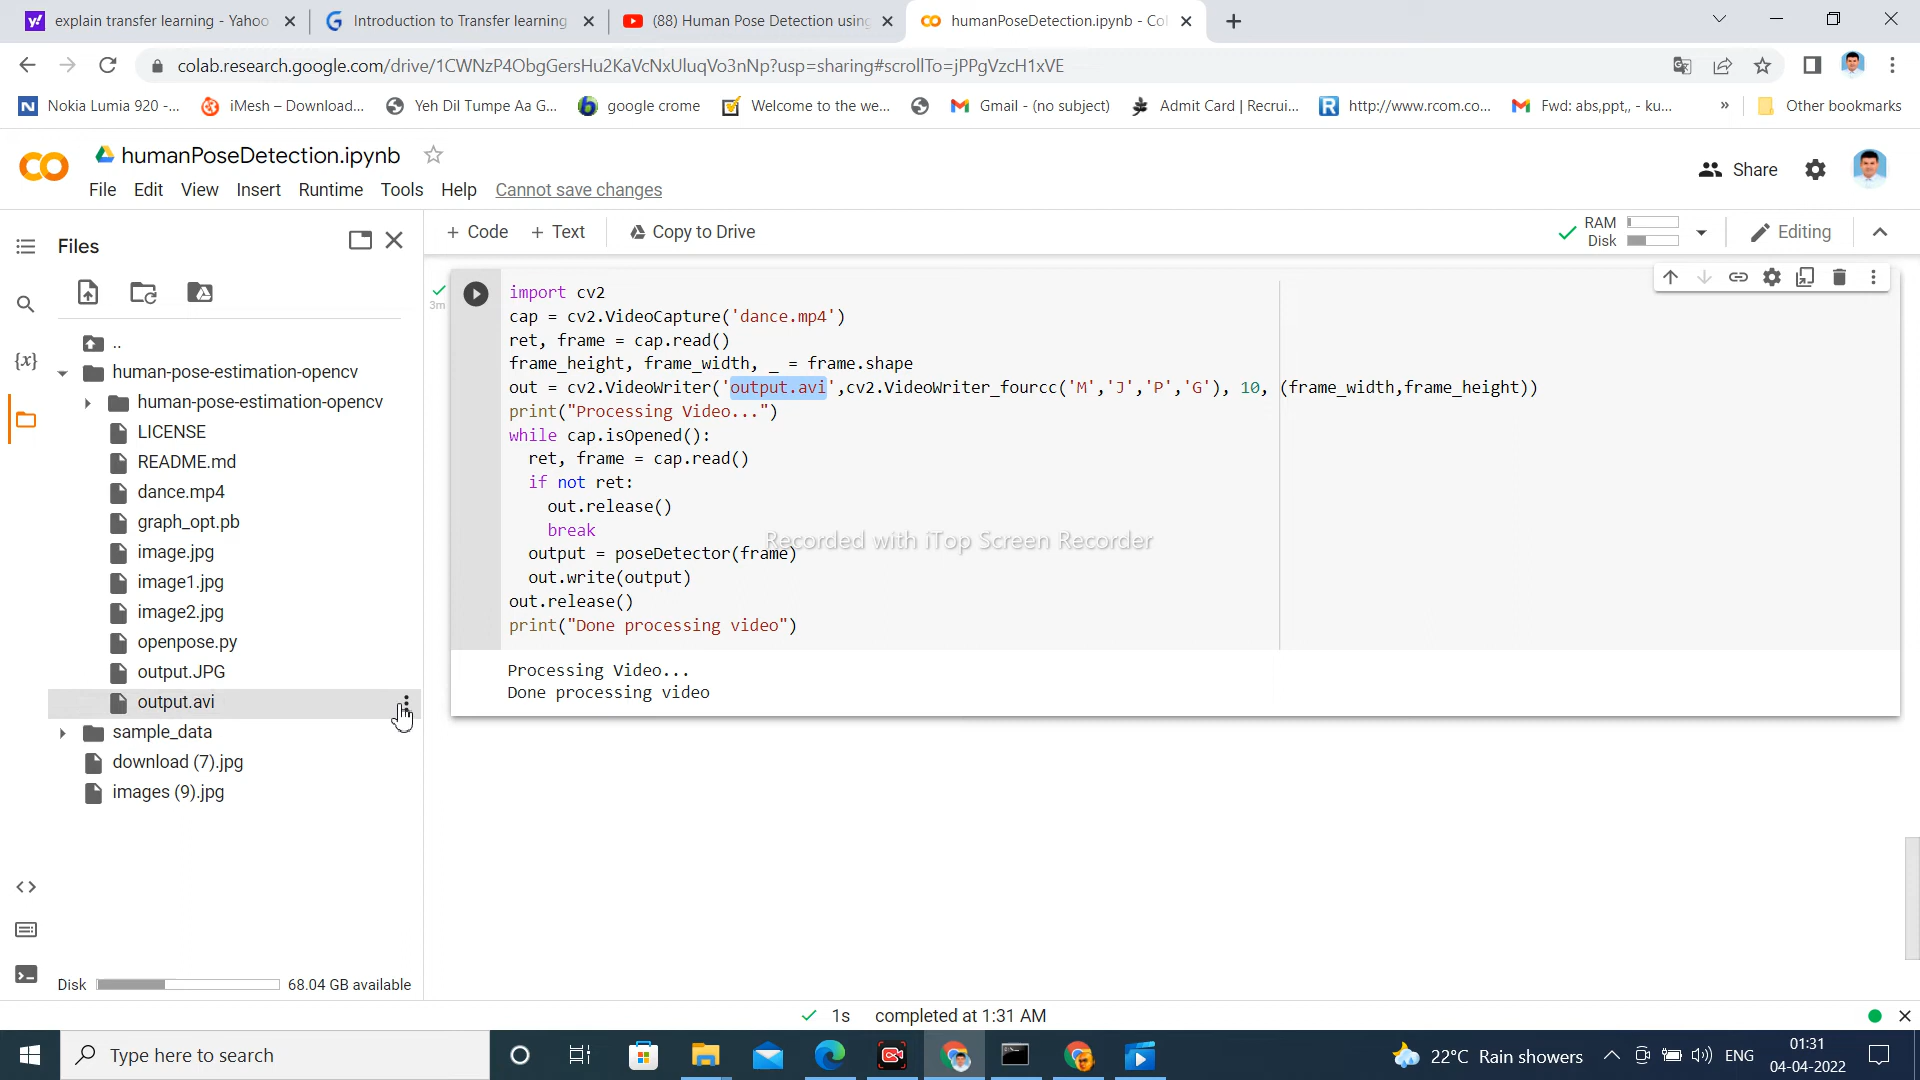 explain transfer learning - Yahoo
Introduction to Transfer learning
(88) Human Pose Detection using
humanPoseDetection.ipynb - Col
colab.research.google.com/drive/1CWNzP4ObgGersHu2KaVcNxUluqVo3nNp?usp=sharing#scrollTo=jPPgVzcH1xVE
Nokia Lumia 920 -...
iMesh – Download...
Yeh Dil Tumpe Aa G...
google crome
Welcome to the we...
Gmail - (no subject)
Admit Card | Recrui...
http://www.rcom.co...
Fwd: abs,ppt,, - ku...
»
Other bookmarks
humanPoseDetection.ipynb
Share
File Edit View Insert Runtime Tools Help Cannot save changes
Files
+ Code + Text Copy to Drive
RAM
Disk
Editing
..
human-pose-estimation-opencv
human-pose-estimation-opencv
LICENSE
README.md
dance.mp4
graph_opt.pb
image.jpg
image1.jpg
image2.jpg
openpose.py
output.JPG
output.avi
sample_data
download (7).jpg
images (9).jpg
Disk 68.04 GB available
3m
import cv2
cap = cv2.VideoCapture('dance.mp4')
ret, frame = cap.read()
frame_height, frame_width, _ = frame.shape
out = cv2.VideoWriter('output.avi',cv2.VideoWriter_fourcc('M','J','P','G'), 10, (frame_width,frame_height))
print("Processing Video...")
while cap.isOpened():
  ret, frame = cap.read()
  if not ret:
    out.release()
    break
  output = poseDetector(frame)
  out.write(output)
out.release()
print("Done processing video")
Recorded with iTop Screen Recorder
Processing Video...
Done processing video
1s completed at 1:31 AM
Type here to search
22°C Rain showers
ENG
01:31
04-04-2022